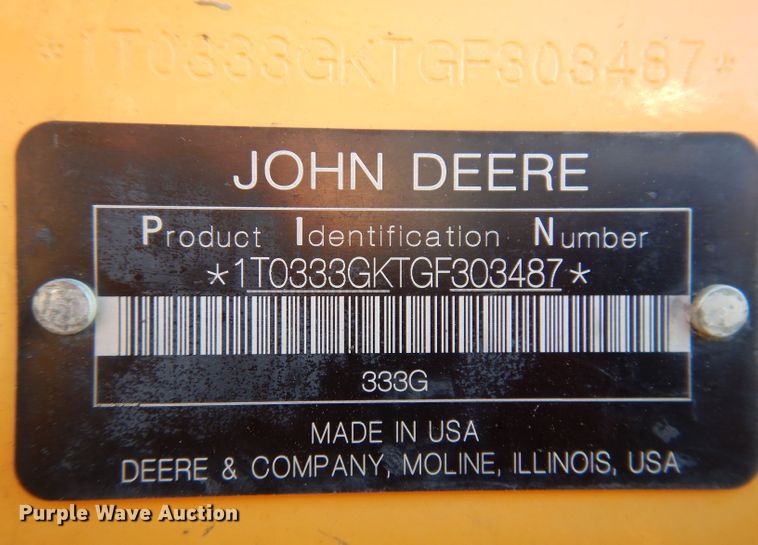 *1T0333GKTGF303487*
JOHN DEERE
Product Identification Number
*1T0333GKTGF303487*
333G
MADE IN USA
DEERE & COMPANY, MOLINE, ILLINOIS, USA
Purple Wave Auction